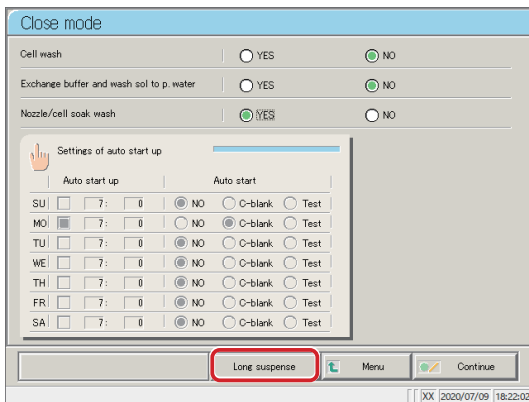 Close mode
Cell wash YES NO
Exchange buffer and wash sol to p. water YES NO
Nozzle/cell soak wash YES NO
Settings of auto start up
Auto start up Auto start
SU 7: 0 NO C-blank Test
MO 7: 0 NO C-blank Test
TU 7: 0 NO C-blank Test
WE 7: 0 NO C-blank Test
TH 7: 0 NO C-blank Test
FR 7: 0 NO C-blank Test
SA 7: 0 NO C-blank Test
Long suspense Menu Continue
XX 2020/07/09 18:22:03